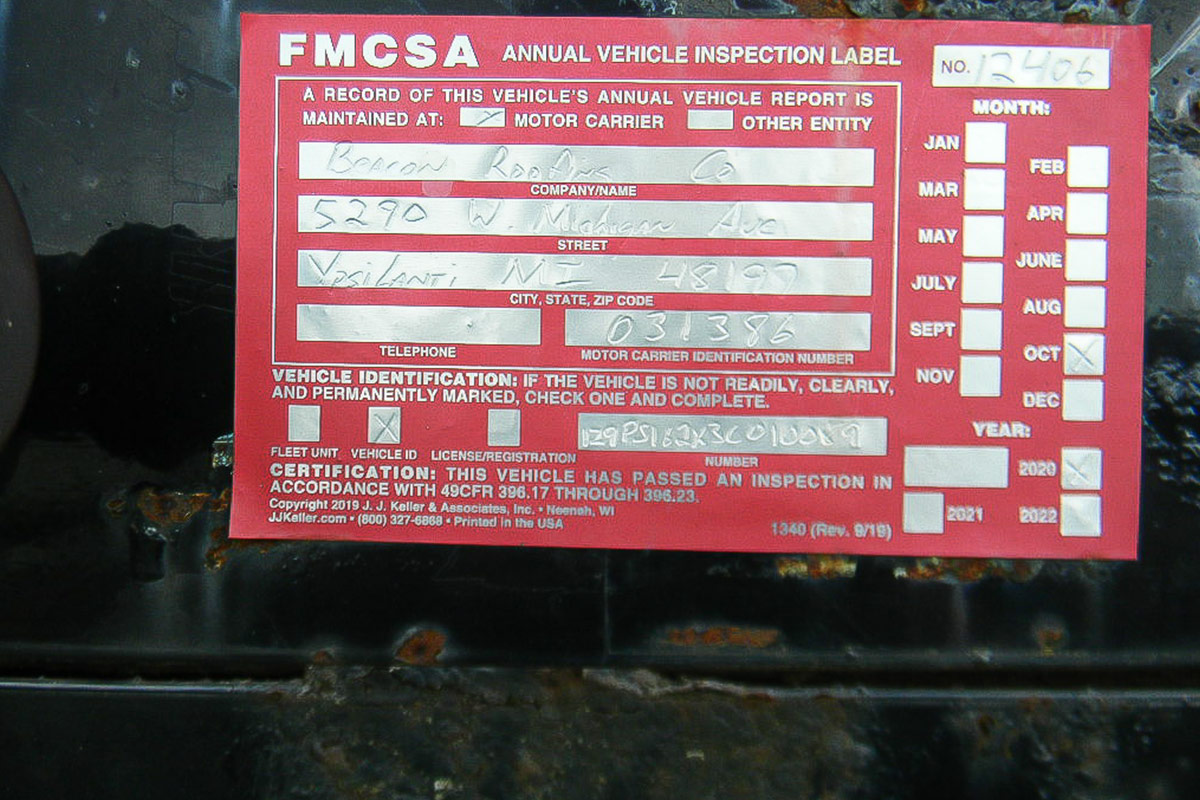 FMCSA ANNUAL VEHICLE INSPECTION LABEL
NO. 12406
A RECORD OF THIS VEHICLE'S ANNUAL VEHICLE REPORT IS
MAINTAINED AT: X MOTOR CARRIER OTHER ENTITY
Beacon Roofing Co
COMPANY/NAME
5290 W. Michigan Ave
STREET
Ypsilanti MI 48197
CITY, STATE, ZIP CODE
031386
TELEPHONE MOTOR CARRIER IDENTIFICATION NUMBER
VEHICLE IDENTIFICATION: IF THE VEHICLE IS NOT READILY, CLEARLY,
AND PERMANENTLY MARKED, CHECK ONE AND COMPLETE.
X
FLEET UNIT VEHICLE ID LICENSE/REGISTRATION NUMBER
CERTIFICATION: THIS VEHICLE HAS PASSED AN INSPECTION IN
ACCORDANCE WITH 49CFR 396.17 THROUGH 396.23.
Copyright 2019 J. J. Keller & Associates, Inc. • Neenah, WI
JJKeller.com • (800) 327-6868 • Printed in the USA
1340 (Rev. 9/19)
MONTH:
JAN
FEB
MAR
APR
MAY
JUNE
JULY
AUG
SEPT
OCT X
NOV
DEC
YEAR:
2020 X
2021 2022